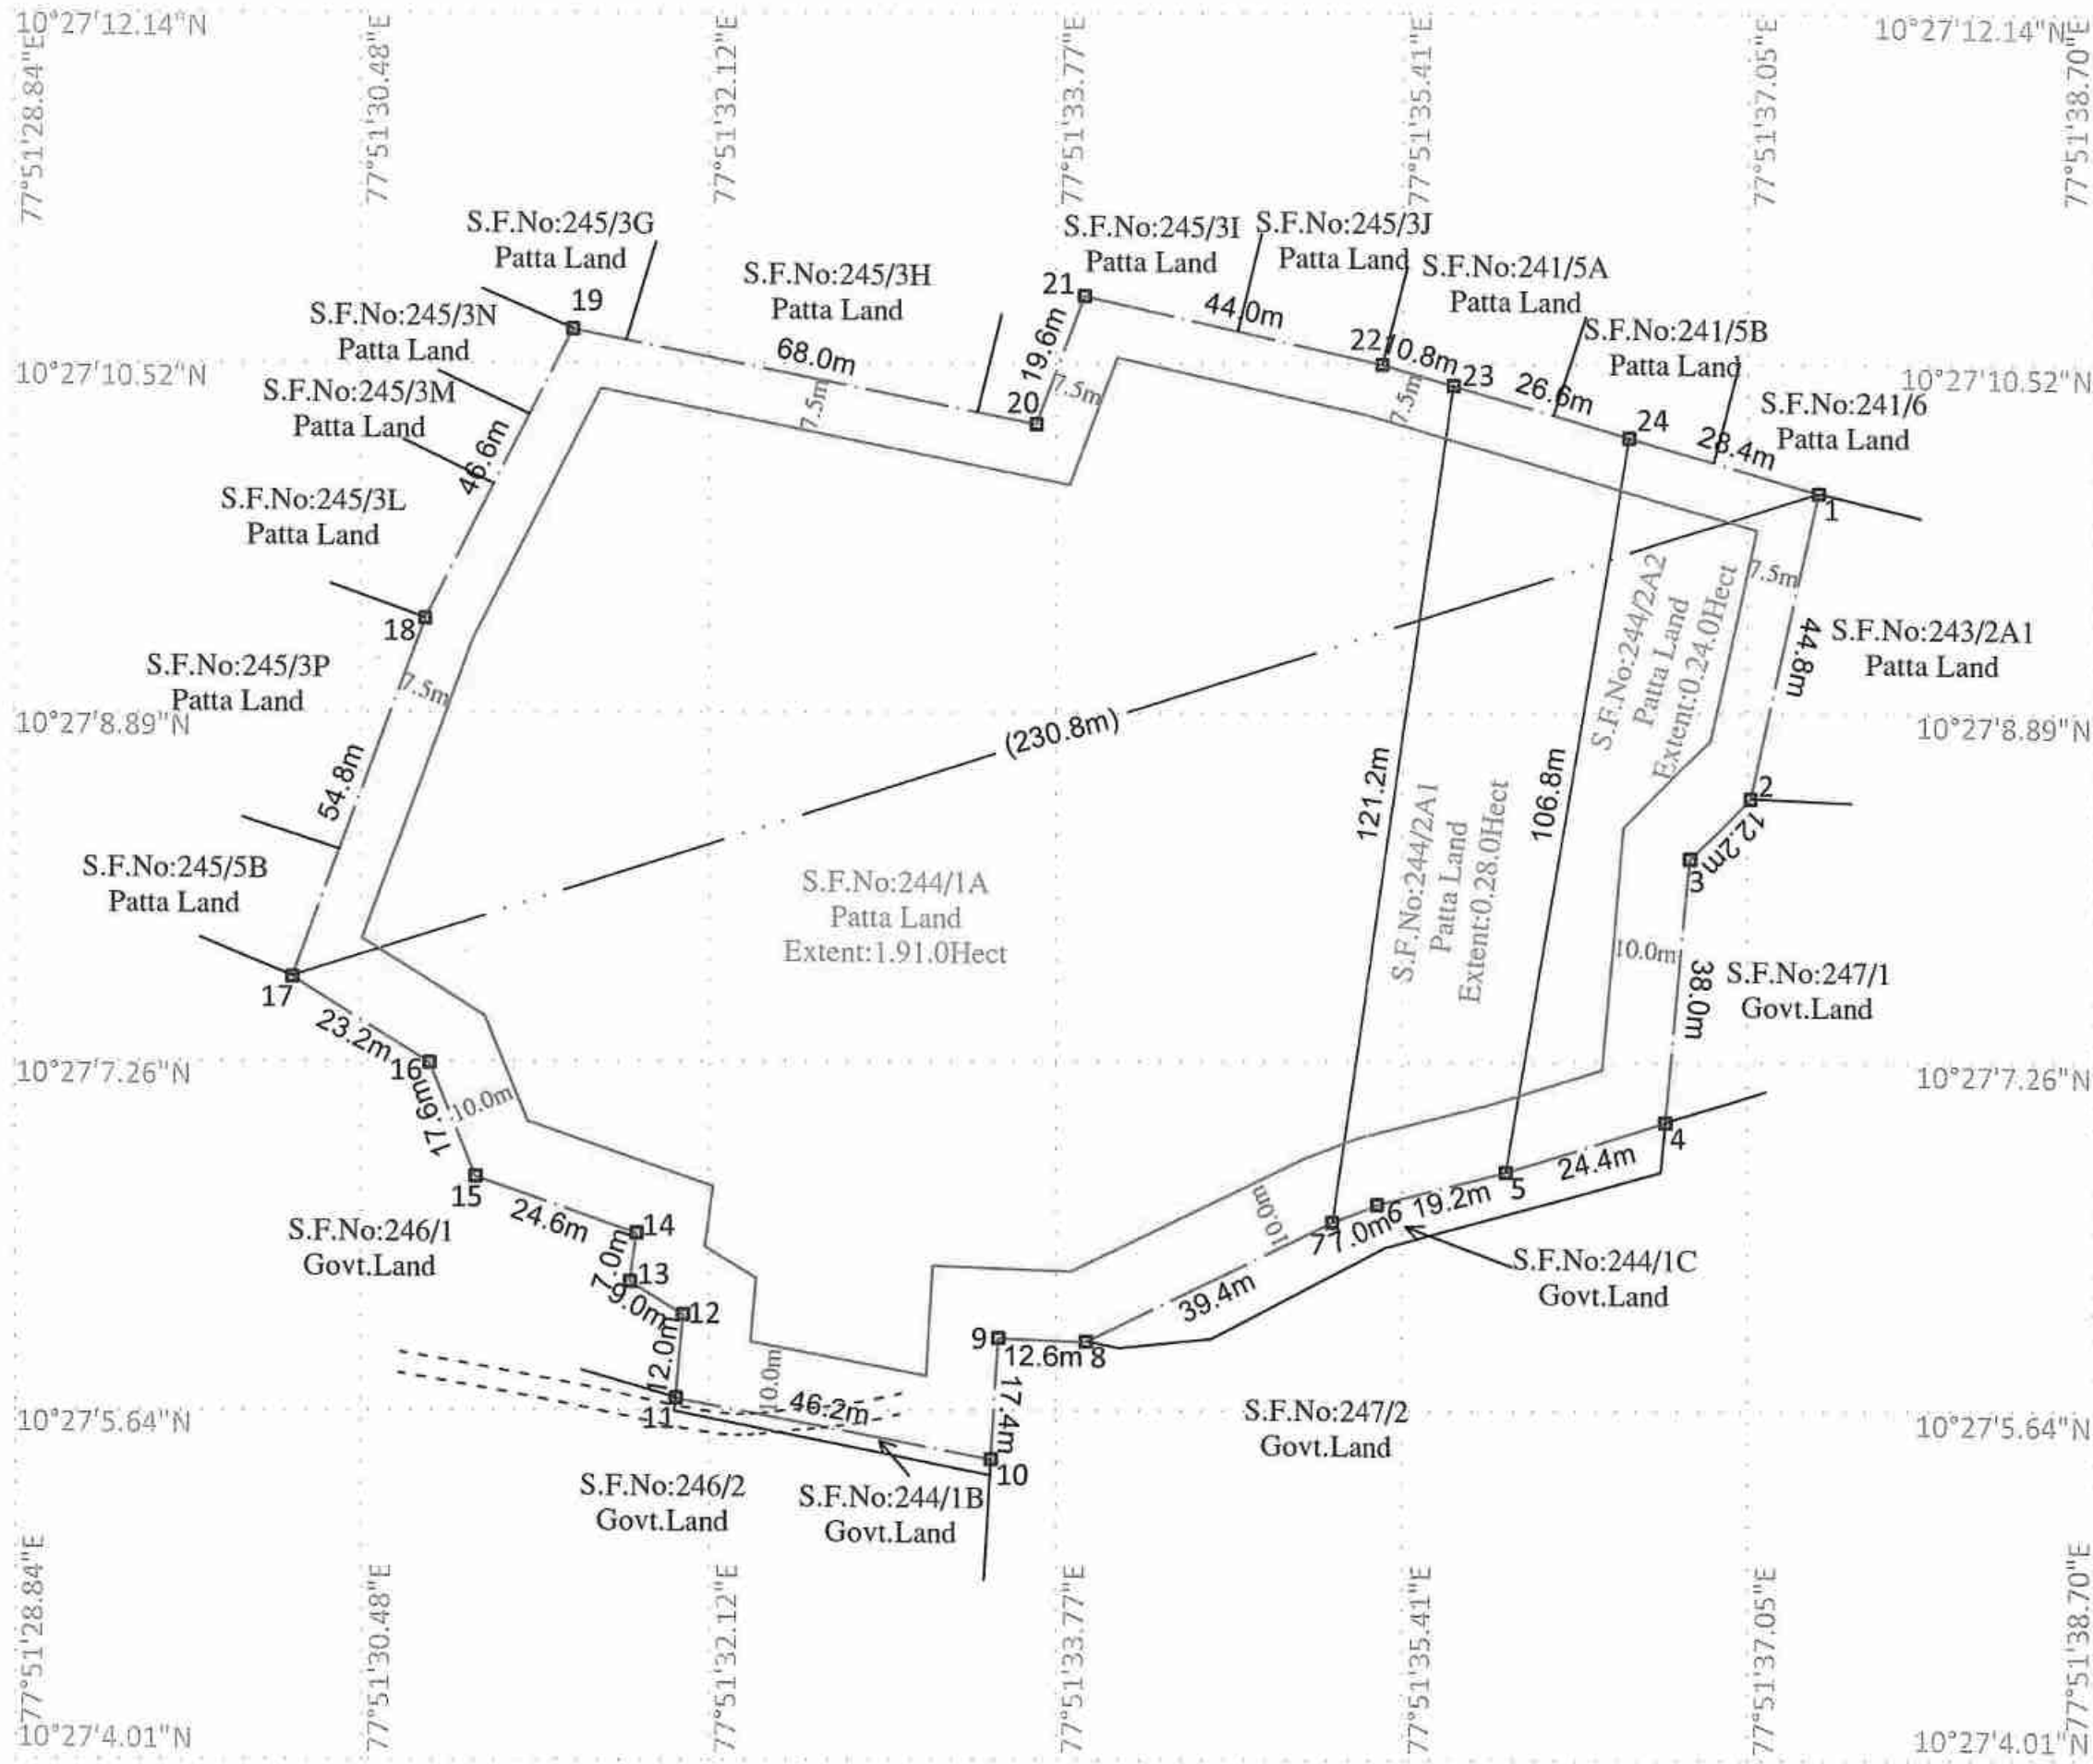 10°27'12.14"N
10°27'12.14"N
77°51'28.84"E
77°51'30.48"E
77°51'32.12"E
77°51'33.77"E
77°51'35.41"E
77°51'37.05"E
77°51'38.70"E
S.F.No:245/3G
Patta Land
S.F.No:245/3H
Patta Land
S.F.No:245/3I
Patta Land
S.F.No:245/3J
Patta Land
S.F.No:241/5A
Patta Land
S.F.No:241/5B
Patta Land
S.F.No:241/6
Patta Land
S.F.No:245/3N
Patta Land
S.F.No:245/3M
Patta Land
S.F.No:245/3L
Patta Land
S.F.No:245/3P
Patta Land
S.F.No:245/5B
Patta Land
19
68.0m
20
19.6m
21
44.0m
22
10.8m
23
26.6m
24
28.4m
1
7.5m
7.5m
7.5m
7.5m
7.5m
10°27'10.52"N
10°27'10.52"N
46.6m
18
54.8m
17
(230.8m)
121.2m
106.8m
44.8m
2
12.2m
3
38.0m
4
10°27'8.89"N
10°27'8.89"N
S.F.No:243/2A1
Patta Land
S.F.No:244/2A2
Patta Land
Extent:0.24.0Hect
S.F.No:244/2A1
Patta Land
Extent:0.28.0Hect
S.F.No:244/1A
Patta Land
Extent:1.91.0Hect
10.0m
S.F.No:247/1
Govt.Land
10°27'7.26"N
10°27'7.26"N
23.2m
16
17.6m
10.0m
15
24.6m
14
7.0m
13
9.0m
12
12.0m
11
46.2m
10.0m
10
17.4m
9
12.6m
8
39.4m
10.0m
7
7.0m
6
19.2m
5
24.4m
S.F.No:246/1
Govt.Land
S.F.No:244/1C
Govt.Land
S.F.No:247/2
Govt.Land
10°27'5.64"N
10°27'5.64"N
S.F.No:246/2
Govt.Land
S.F.No:244/1B
Govt.Land
77°51'28.84"E
77°51'30.48"E
77°51'32.12"E
77°51'33.77"E
77°51'35.41"E
77°51'37.05"E
77°51'38.70"E
10°27'4.01"N
10°27'4.01"N